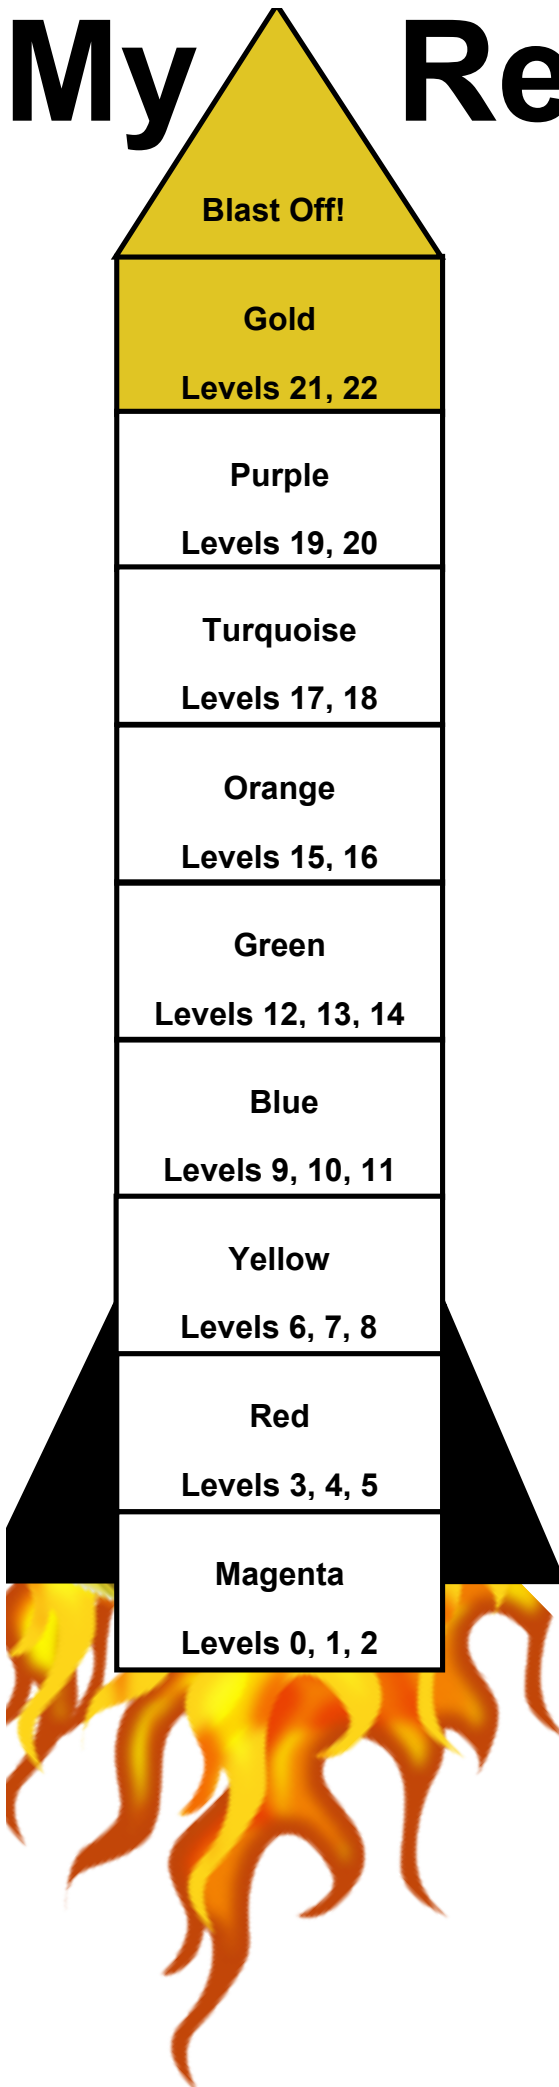 My Re
Blast Off!
Gold
Levels 21, 22
Purple
Levels 19, 20
Turquoise
Levels 17, 18
Orange
Levels 15, 16
Green
Levels 12, 13, 14
Blue
Levels 9, 10, 11
Yellow
Levels 6, 7, 8
Red
Levels 3, 4, 5
Magenta
Levels 0, 1, 2